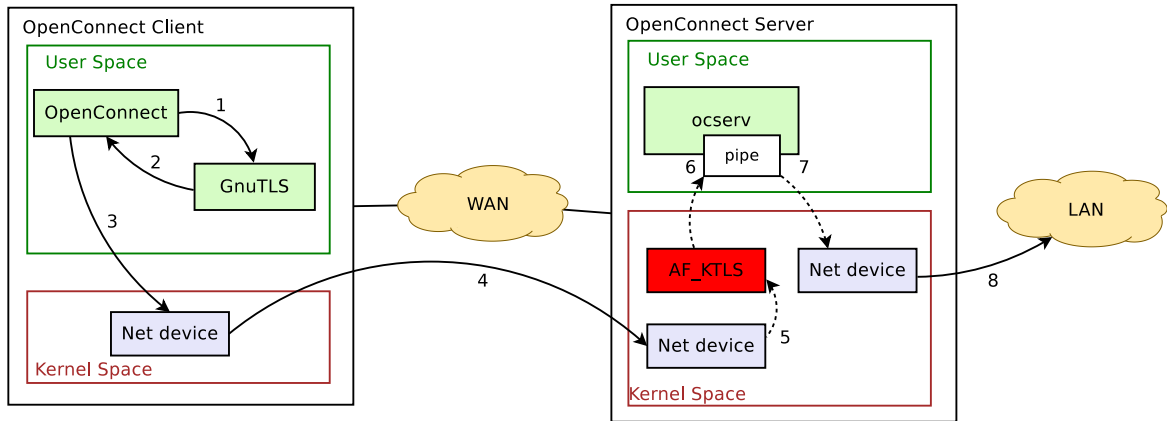 OpenConnect Client
User Space
OpenConnect
1
2
GnuTLS
3
Net device
Kernel Space
WAN
4
OpenConnect Server
User Space
ocserv
pipe
6
7
AF_KTLS
Net device
5
Net device
Kernel Space
8
LAN